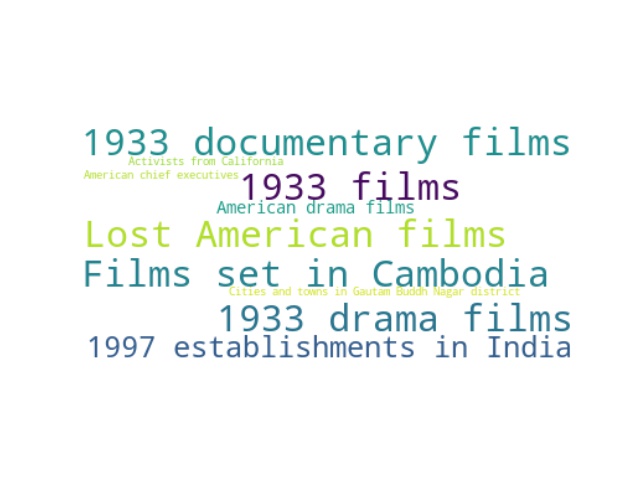 1933 documentary films
Activists from California
American chief executives
1933 films
American drama films
Lost American films
Films set in Cambodia
Cities and towns in Gautam Buddh Nagar district
1933 drama films
1997 establishments in India